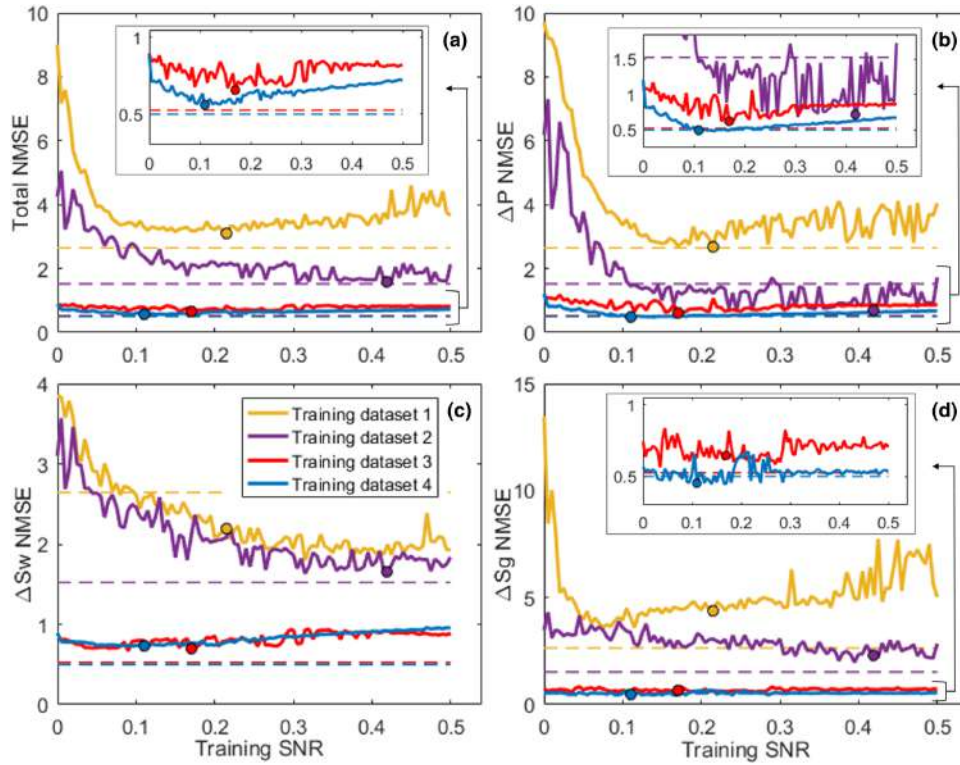 (a)
Total NMSE
10
8
6
4
2
0
0 0.1 0.2 0.3 0.4 0.5
1
0.5
0 0.1 0.2 0.3 0.4 0.5
(b)
ΔP NMSE
10
8
6
4
2
0
0 0.1 0.2 0.3 0.4 0.5
1.5
1
0.5
0 0.1 0.2 0.3 0.4 0.5
(c)
ΔSw NMSE
4
3
2
1
0
0 0.1 0.2 0.3 0.4 0.5
Training SNR
Training dataset 1
Training dataset 2
Training dataset 3
Training dataset 4
(d)
ΔSg NMSE
15
10
5
0
0 0.1 0.2 0.3 0.4 0.5
Training SNR
1
0.5
0 0.1 0.2 0.3 0.4 0.5